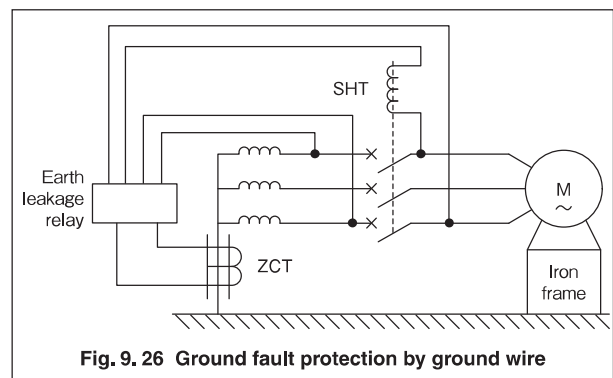 SHT
Earth
leakage
relay
ZCT
M
~
Iron
frame
Fig. 9. 26 Ground fault protection by ground wire